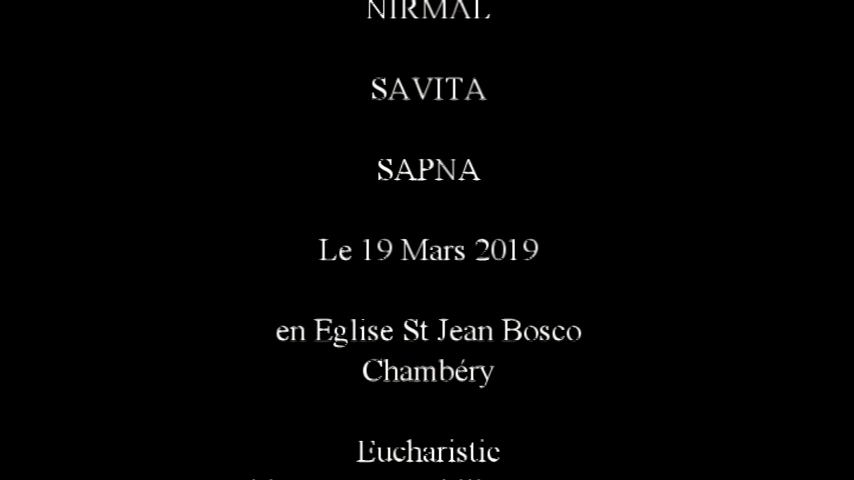 NIRMAL
SAVITA
SAPNA
Le 19 Mars 2019
en Eglise St Jean Bosco
Chambéry
Eucharistic